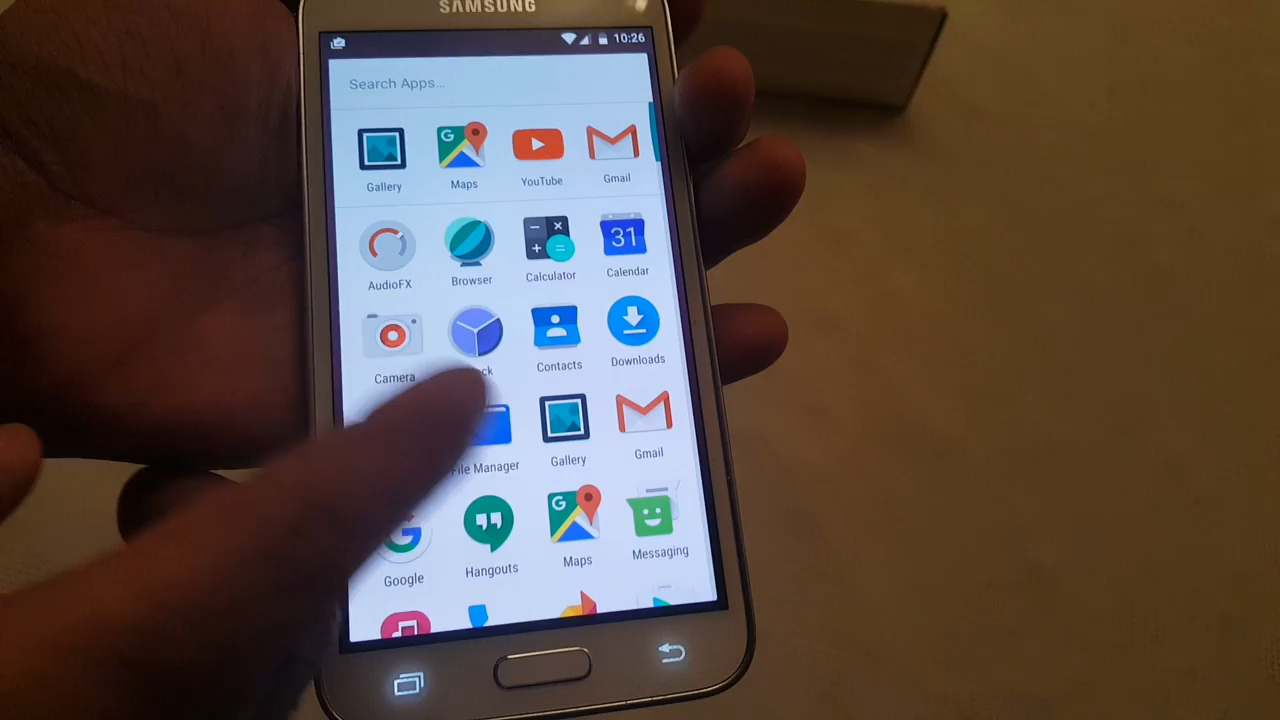 SAMSUNG
10:26
Search Apps...
Gallery Maps YouTube Gmail
31
AudioFX Browser Calculator Calendar
Camera ck Contacts Downloads
File Manager Gallery Gmail
Google Hangouts Maps Messaging